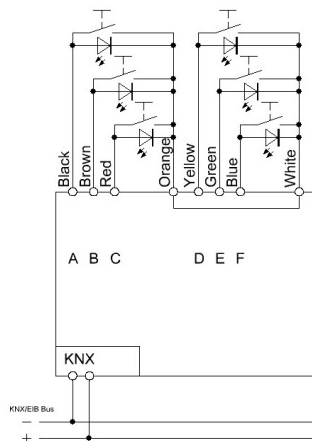 Black
Brown
Red
Orange
Yellow
Green
Blue
White
A B C D E F
KNX
KNX/EIB Bus
−
+